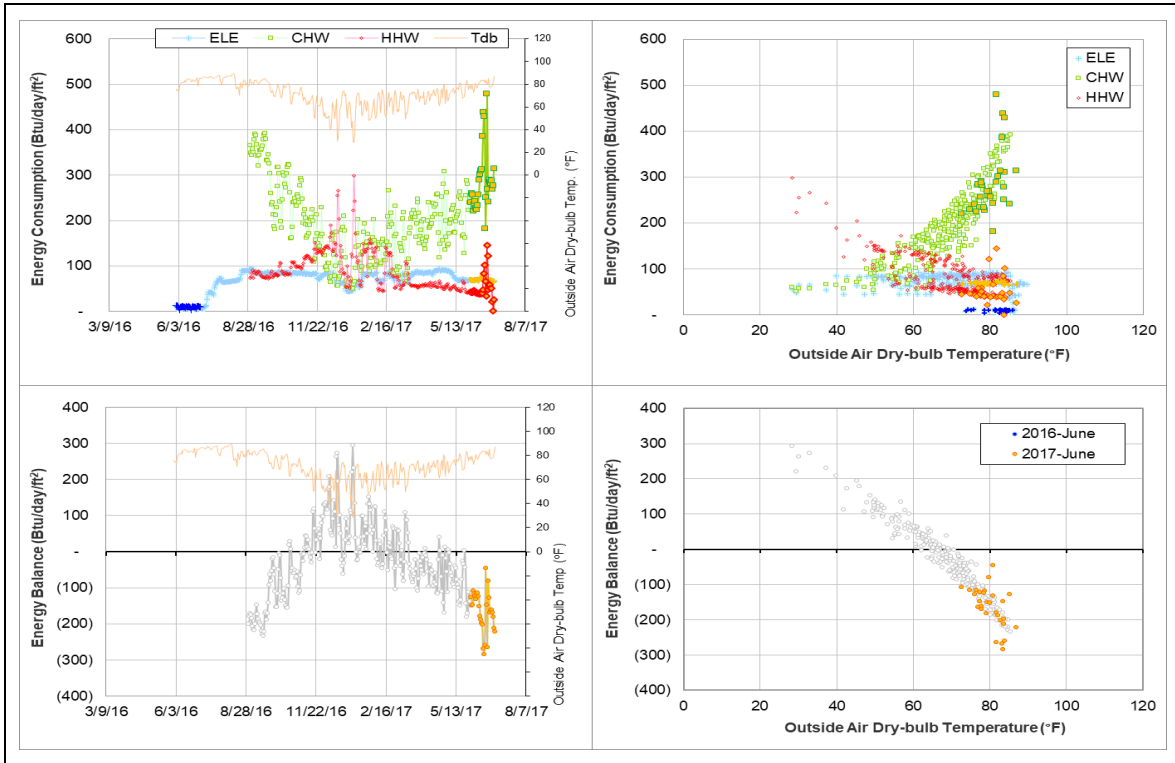 ELE CHW HHW Tdb
Energy Consumption (Btu/day/ft²)
600
500
400
300
200
100
-
120
100
80
60
40
20
0
Outside Air Dry-bulb Temp. (°F)
3/9/16 6/3/16 8/28/16 11/22/16 2/16/17 5/13/17 8/7/17
Energy Consumption (Btu/day/ft²)
600
500
400
300
200
100
-
ELE
CHW
HHW
0 20 40 60 80 100 120
Outside Air Dry-bulb Temperature (°F)
Energy Balance (Btu/day/ft²)
400
300
200
100
-
(100)
(200)
(300)
(400)
120
100
80
60
40
20
0
Outside Air Dry-bulb Temp (°F)
3/9/16 6/3/16 8/28/16 11/22/16 2/16/17 5/13/17 8/7/17
Energy Balance (Btu/day/ft²)
400
300
200
100
-
(100)
(200)
(300)
(400)
2016-June
2017-June
0 20 40 60 80 100 120
Outside Air Dry-bulb Temperature (°F)